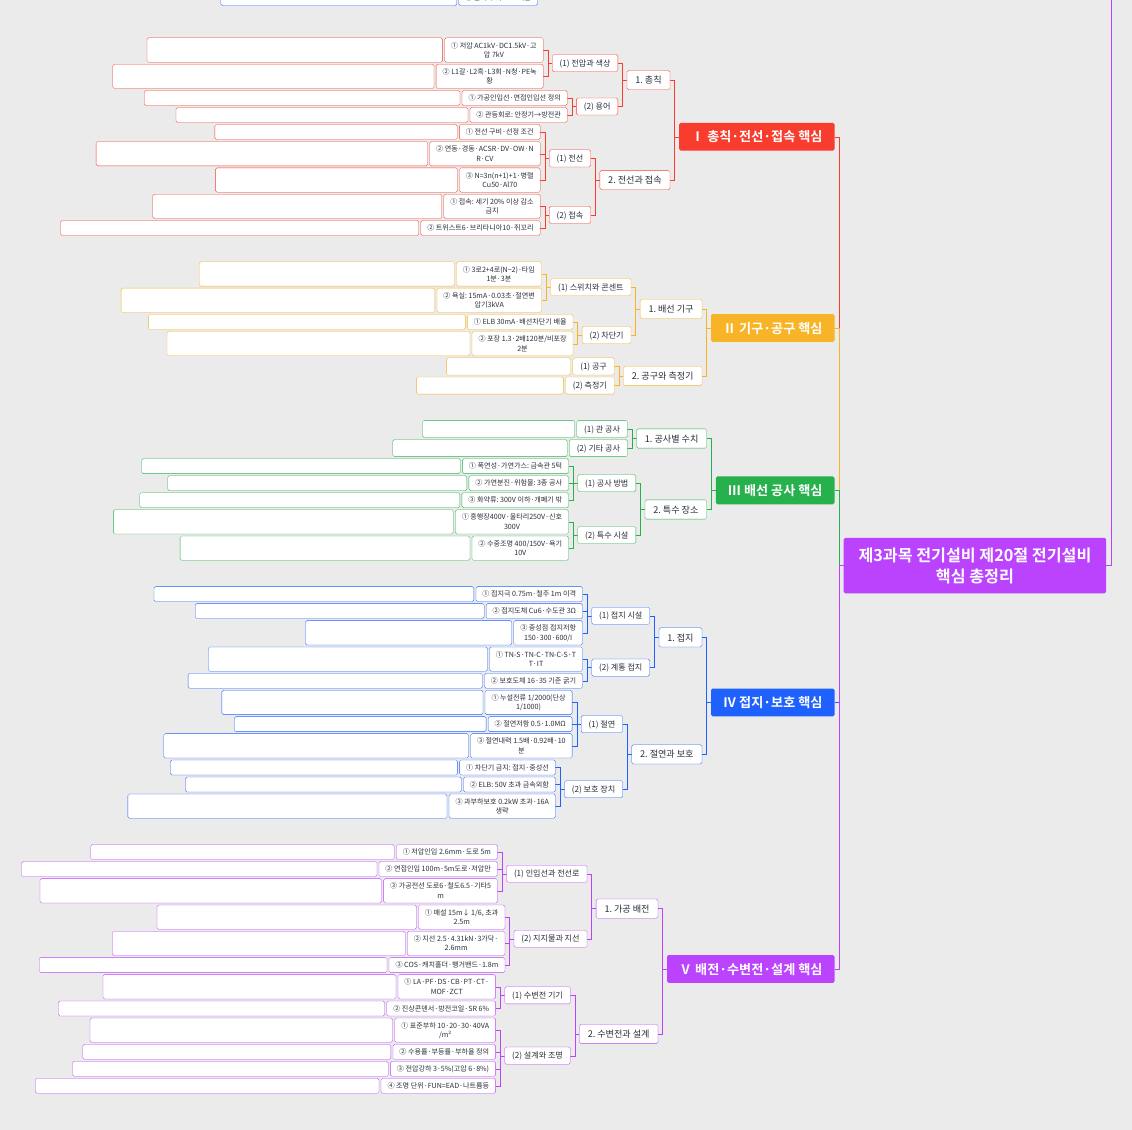 ① 저압 AC1kV·DC1.5kV·고
압 7kV
② L1갈·L2흑·L3회·N청·PE녹
황
(1) 전압과 색상
① 가공인입선·연접인입선 정의
② 관등회로: 안정기→방전관
(2) 용어
1. 총칙
① 전선 구비·선정 조건
② 연동·경동·ACSR·DV·OW·N
R·CV
③ N=3n(n+1)+1·병렬
Cu50·Al70
(1) 전선
① 접속: 세기 20% 이상 감소
금지
② 트위스트6·브리타니아10·쥐꼬리
(2) 접속
2. 전선과 접속
Ⅰ 총칙·전선·접속 핵심
① 3로2+4로(N−2)·타임
1분·3분
② 욕실: 15mA·0.03초·절연변
압기3kVA
(1) 스위치와 콘센트
① ELB 30mA·배선차단기 배율
② 포장 1.3·2배120분/비포장
2분
(2) 차단기
1. 배선 기구
(1) 공구
(2) 측정기
2. 공구와 측정기
Ⅱ 기구·공구 핵심
(1) 관 공사
(2) 기타 공사
1. 공사별 수치
① 폭연성·가연가스: 금속관 5턱
② 가연분진·위험물: 3종 공사
③ 화약류: 300V 이하·개폐기 밖
(1) 공사 방법
① 흥행장400V·울타리250V·신호
300V
② 수중조명 400/150V·욕기
10V
(2) 특수 시설
2. 특수 장소
Ⅲ 배선 공사 핵심
제3과목 전기설비 제20절 전기설비
핵심 총정리
① 접지극 0.75m·철주 1m 이격
② 접지도체 Cu6·수도관 3Ω
③ 중성점 접지저항
150·300·600/I
(1) 접지 시설
① TN-S·TN-C·TN-C-S·T
T·IT
② 보호도체 16·35 기준 굵기
(2) 계통 접지
1. 접지
① 누설전류 1/2000(단상
1/1000)
② 절연저항 0.5·1.0MΩ
③ 절연내력 1.5배·0.92배·10
분
(1) 절연
① 차단기 금지: 접지·중성선
② ELB: 50V 초과 금속외함
③ 과부하보호 0.2kW 초과·16A
생략
(2) 보호 장치
2. 절연과 보호
Ⅳ 접지·보호 핵심
① 저압인입 2.6mm·도로 5m
② 연접인입 100m·5m도로·저압만
③ 가공전선 도로6·철도6.5·기타5
m
(1) 인입선과 전선로
① 매설 15m↓ 1/6, 초과
2.5m
② 지선 2.5·4.31kN·3가닥·
2.6mm
③ COS·캐치홀더·행거밴드·1.8m
(2) 지지물과 지선
1. 가공 배전
① LA·PF·DS·CB·PT·CT·
MOF·ZCT
② 진상콘덴서·방전코일·SR 6%
(1) 수변전 기기
① 표준부하 10·20·30·40VA
/m²
② 수용률·부등률·부하율 정의
③ 전압강하 3·5%(고압 6·8%)
④ 조명 단위·FUN=EAD·나트륨등
(2) 설계와 조명
2. 수변전과 설계
Ⅴ 배전·수변전·설계 핵심